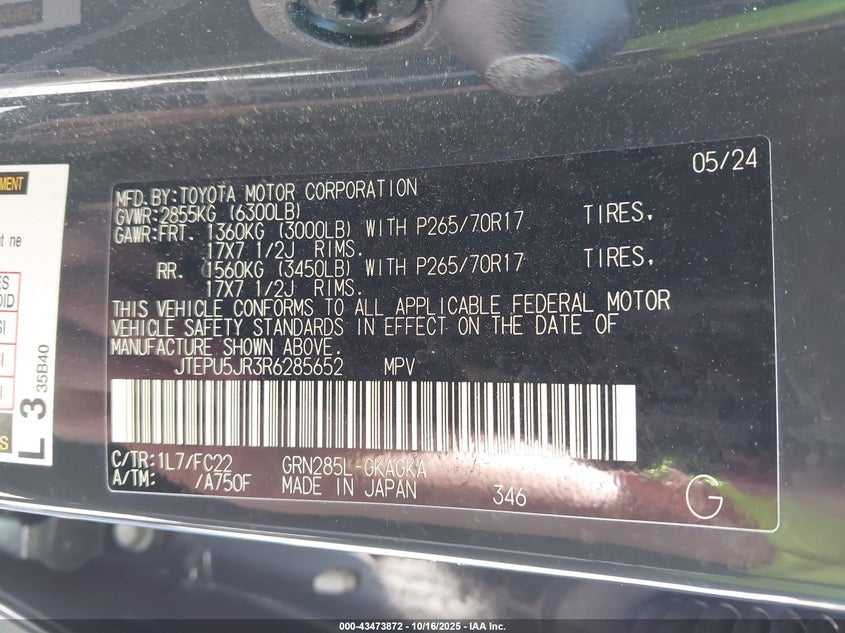 05/24
MFD. BY:TOYOTA MOTOR CORPORATION
GVWR:2855KG (6300LB)
GAWR:FRT. 1360KG (3000LB) WITH P265/70R17 TIRES,
17X7 1/2J RIMS.
RR. 1560KG (3450LB) WITH P265/70R17 TIRES,
17X7 1/2J RIMS.
THIS VEHICLE CONFORMS TO ALL APPLICABLE FEDERAL MOTOR
VEHICLE SAFETY STANDARDS IN EFFECT ON THE DATE OF
MANUFACTURE SHOWN ABOVE.
JTEPU5JR3R6285652 MPV
C/TR:1L7/FC22 GRN285L-GKAGKA
A/TM: /A750F MADE IN JAPAN 346 G
L 3
35B40
000-43473872 - 10/16/2025 - IAA Inc.